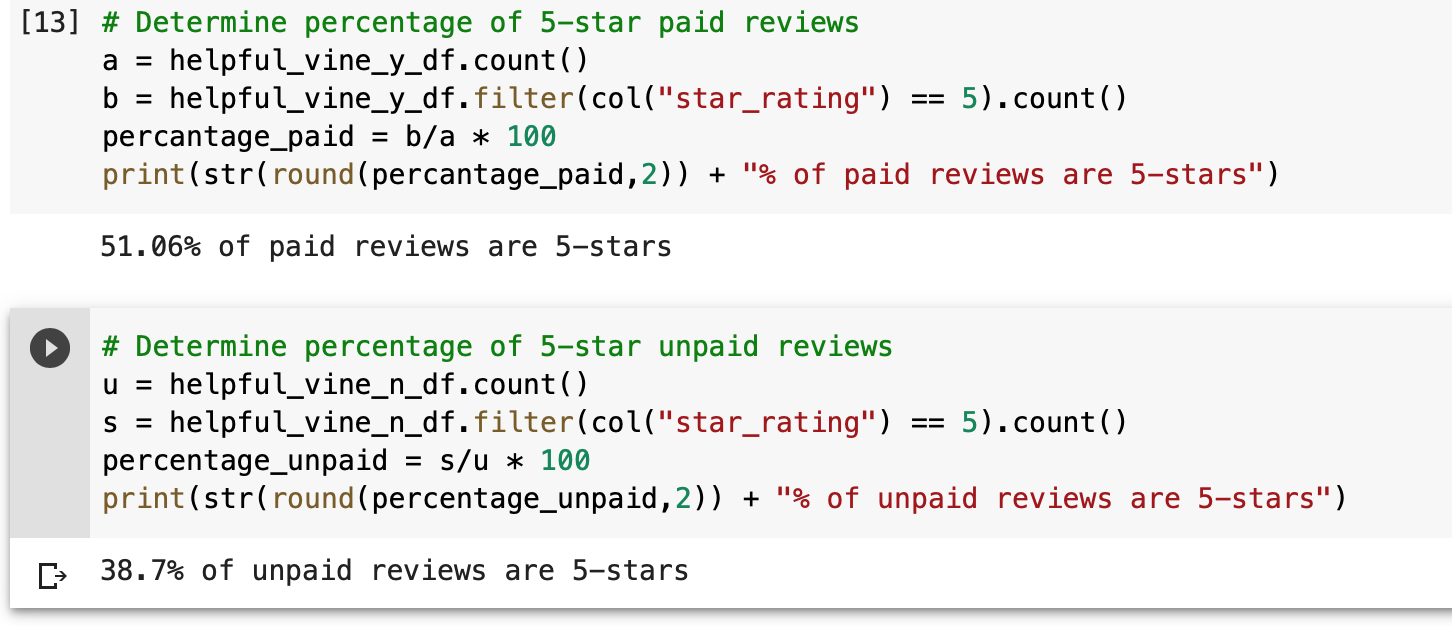 [13] # Determine percentage of 5-star paid reviews
a = helpful_vine_y_df.count()
b = helpful_vine_y_df.filter(col("star_rating") == 5).count()
percantage_paid = b/a * 100
print(str(round(percantage_paid,2)) + "% of paid reviews are 5-stars")
51.06% of paid reviews are 5-stars
# Determine percentage of 5-star unpaid reviews
u = helpful_vine_n_df.count()
s = helpful_vine_n_df.filter(col("star_rating") == 5).count()
percentage_unpaid = s/u * 100
print(str(round(percentage_unpaid,2)) + "% of unpaid reviews are 5-stars")
38.7% of unpaid reviews are 5-stars